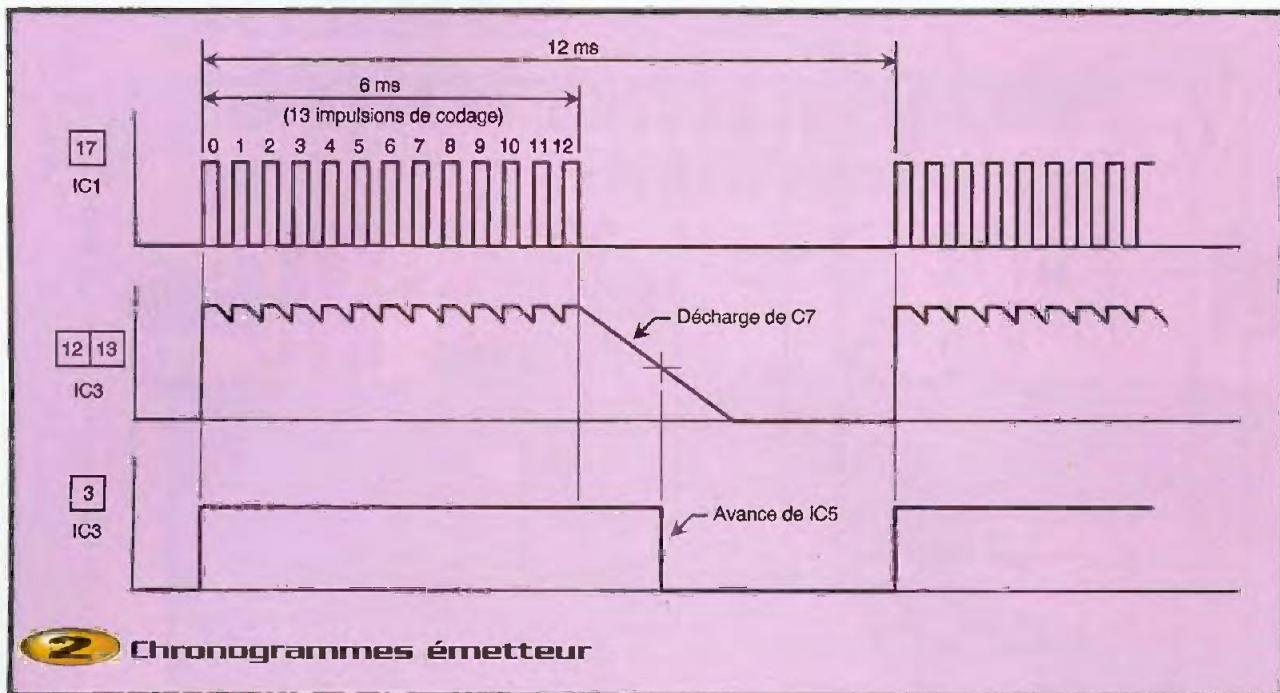 12 ms
6 ms
(13 impulsions de codage)
0 1 2 3 4 5 6 7 8 9 10 11 12
17
IC1
Décharge de C7
12 13
IC3
3
IC3
Avance de IC5
2 Chronogrammes émetteur